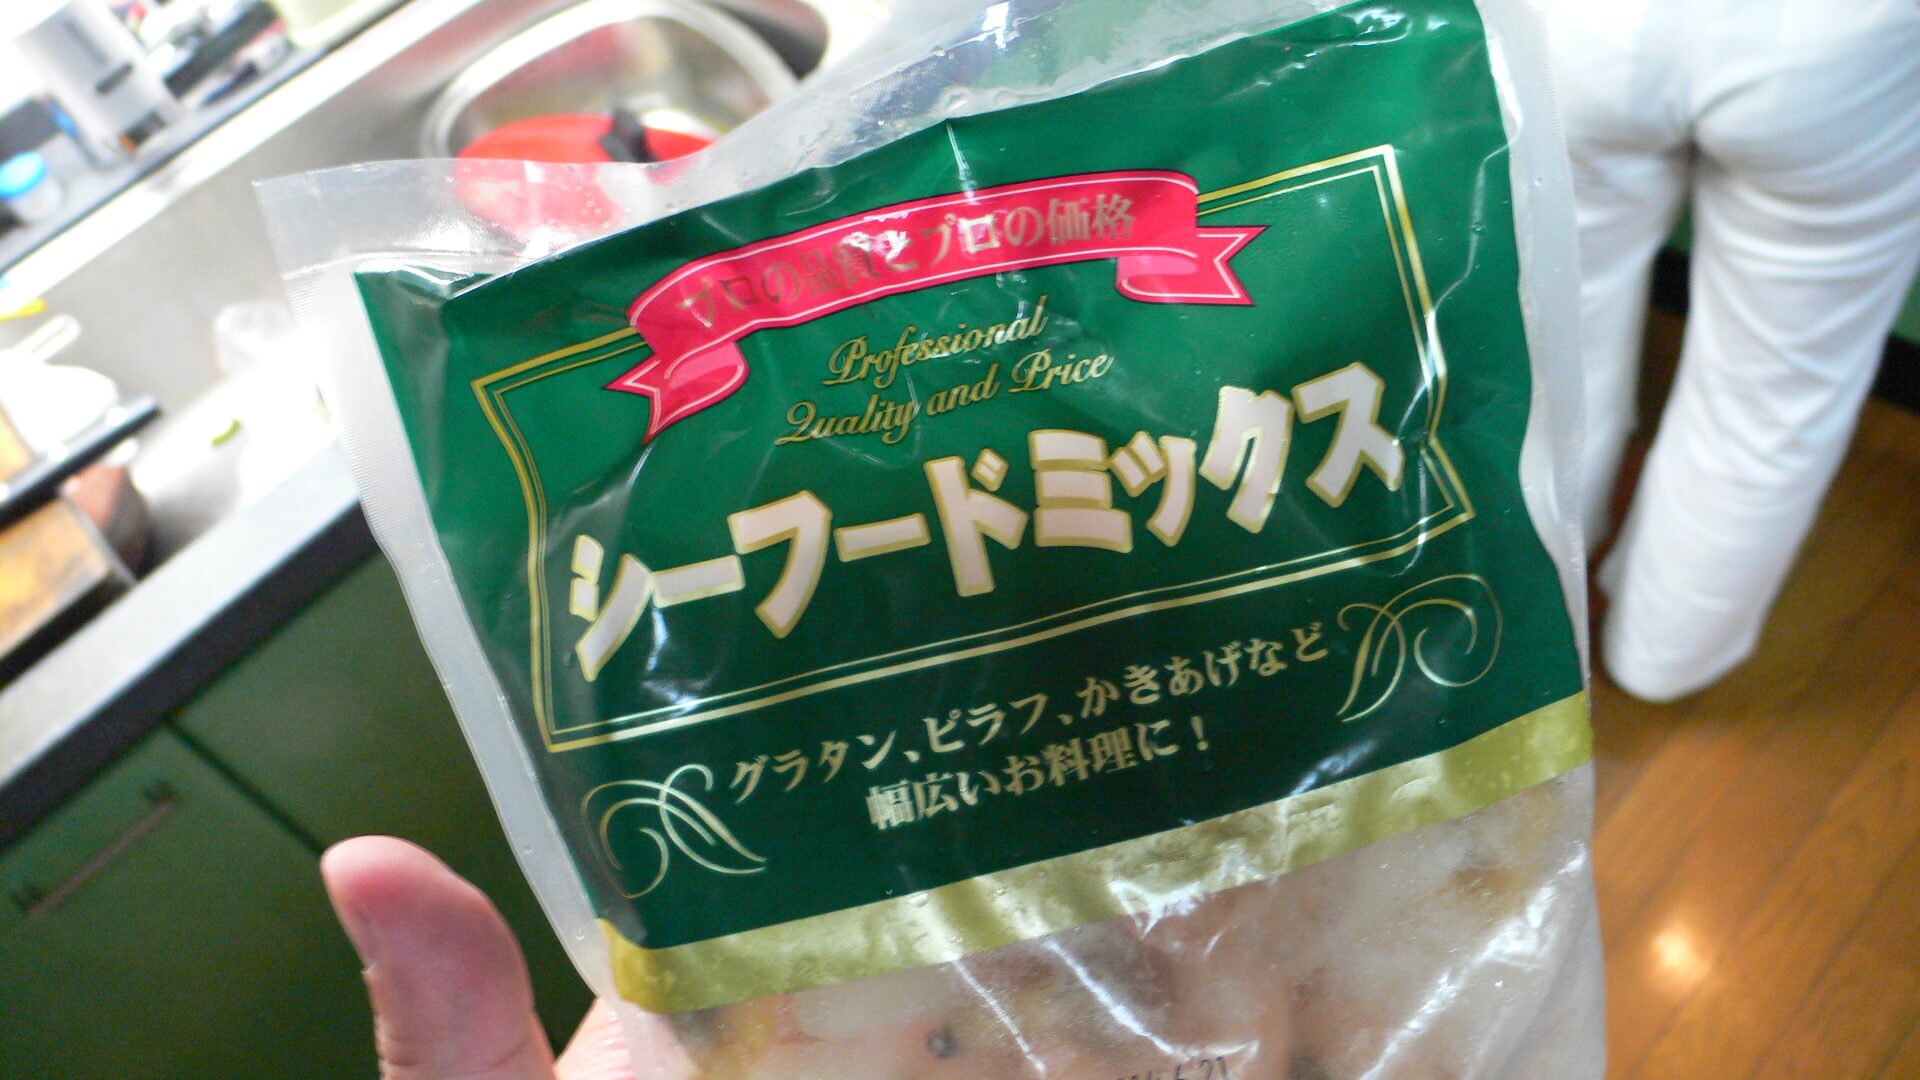 プロの品質とプロの価格
Professional
Quality and Price
シーフードミックス
グラタン、ピラフ、かきあげなど
幅広いお料理に!